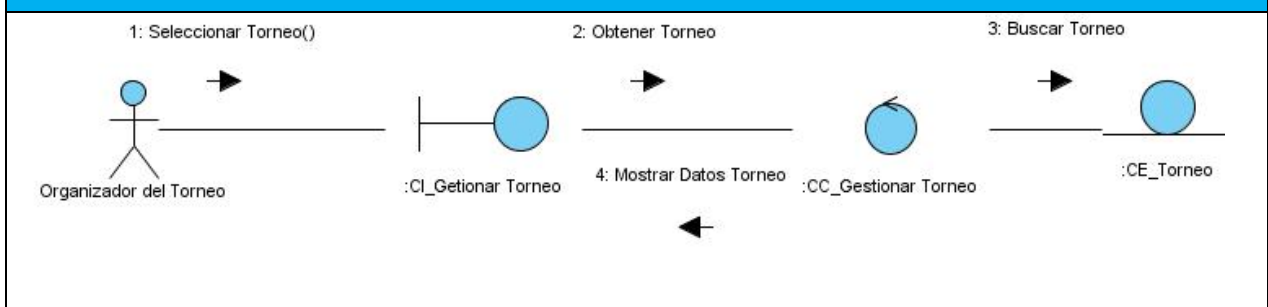 1: Seleccionar Torneo()
2: Obtener Torneo
3: Buscar Torneo
Organizador del Torneo
:CI_Getionar Torneo
4: Mostrar Datos Torneo
:CC_Gestionar Torneo
:CE_Torneo